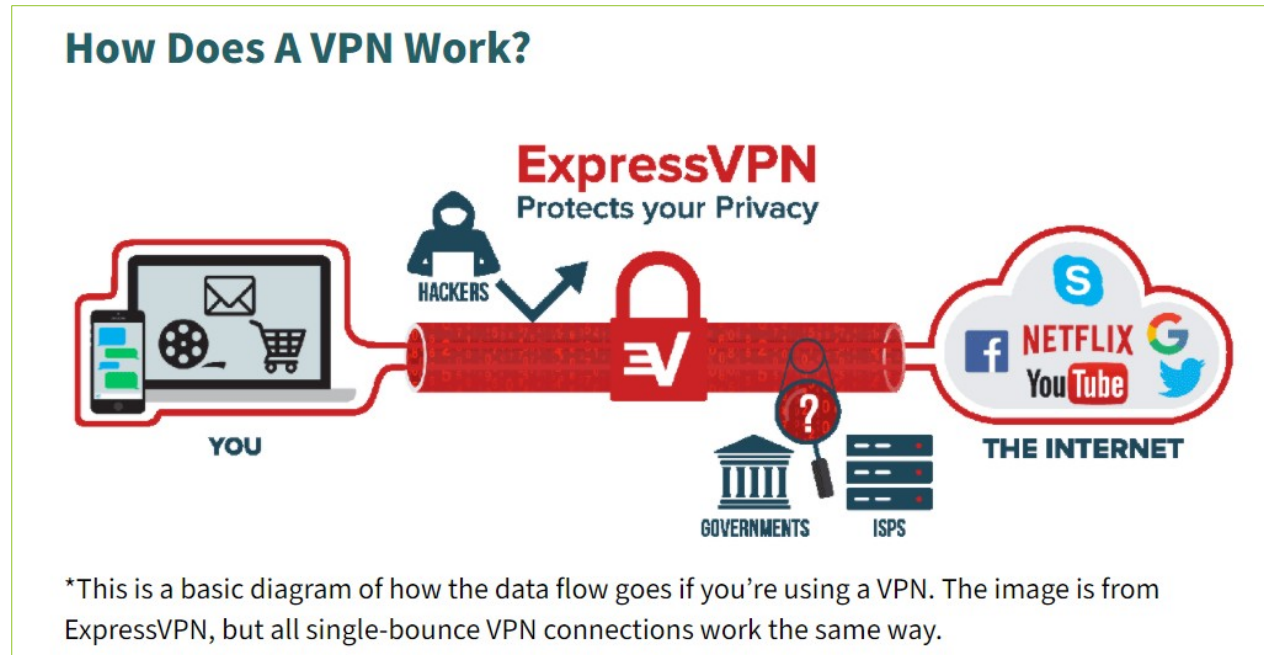 How Does A VPN Work?
ExpressVPN
Protects your Privacy
HACKERS
S
f
NETFLIX
G
YouTube
?
YOU
THE INTERNET
GOVERNMENTS
ISPS
*This is a basic diagram of how the data flow goes if you're using a VPN. The image is from
ExpressVPN, but all single-bounce VPN connections work the same way.